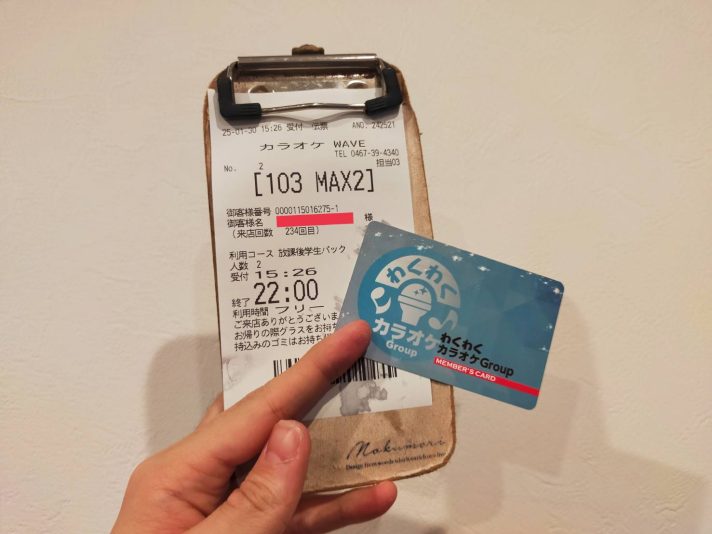 25-01-30 15:26 受付 伝票 ANO. 242521
カラオケ WAVE
TEL 0467-39-4340
No. 2 担当03
[103 MAX2]
御客様番号 0000115016275-1
御客様名 様
(来店回数 234回目)
利用コース 放課後学生パック
人数 2
受付 15:26
終了 22:00
利用時間 フリー
ご来店ありがとうございま
お帰りの際グラスをお持ち
持込みのゴミはお持ち
わくわく
カラオケ
Group
わくわく
カラオケGroup
MEMBER'S CARD
Mokumori